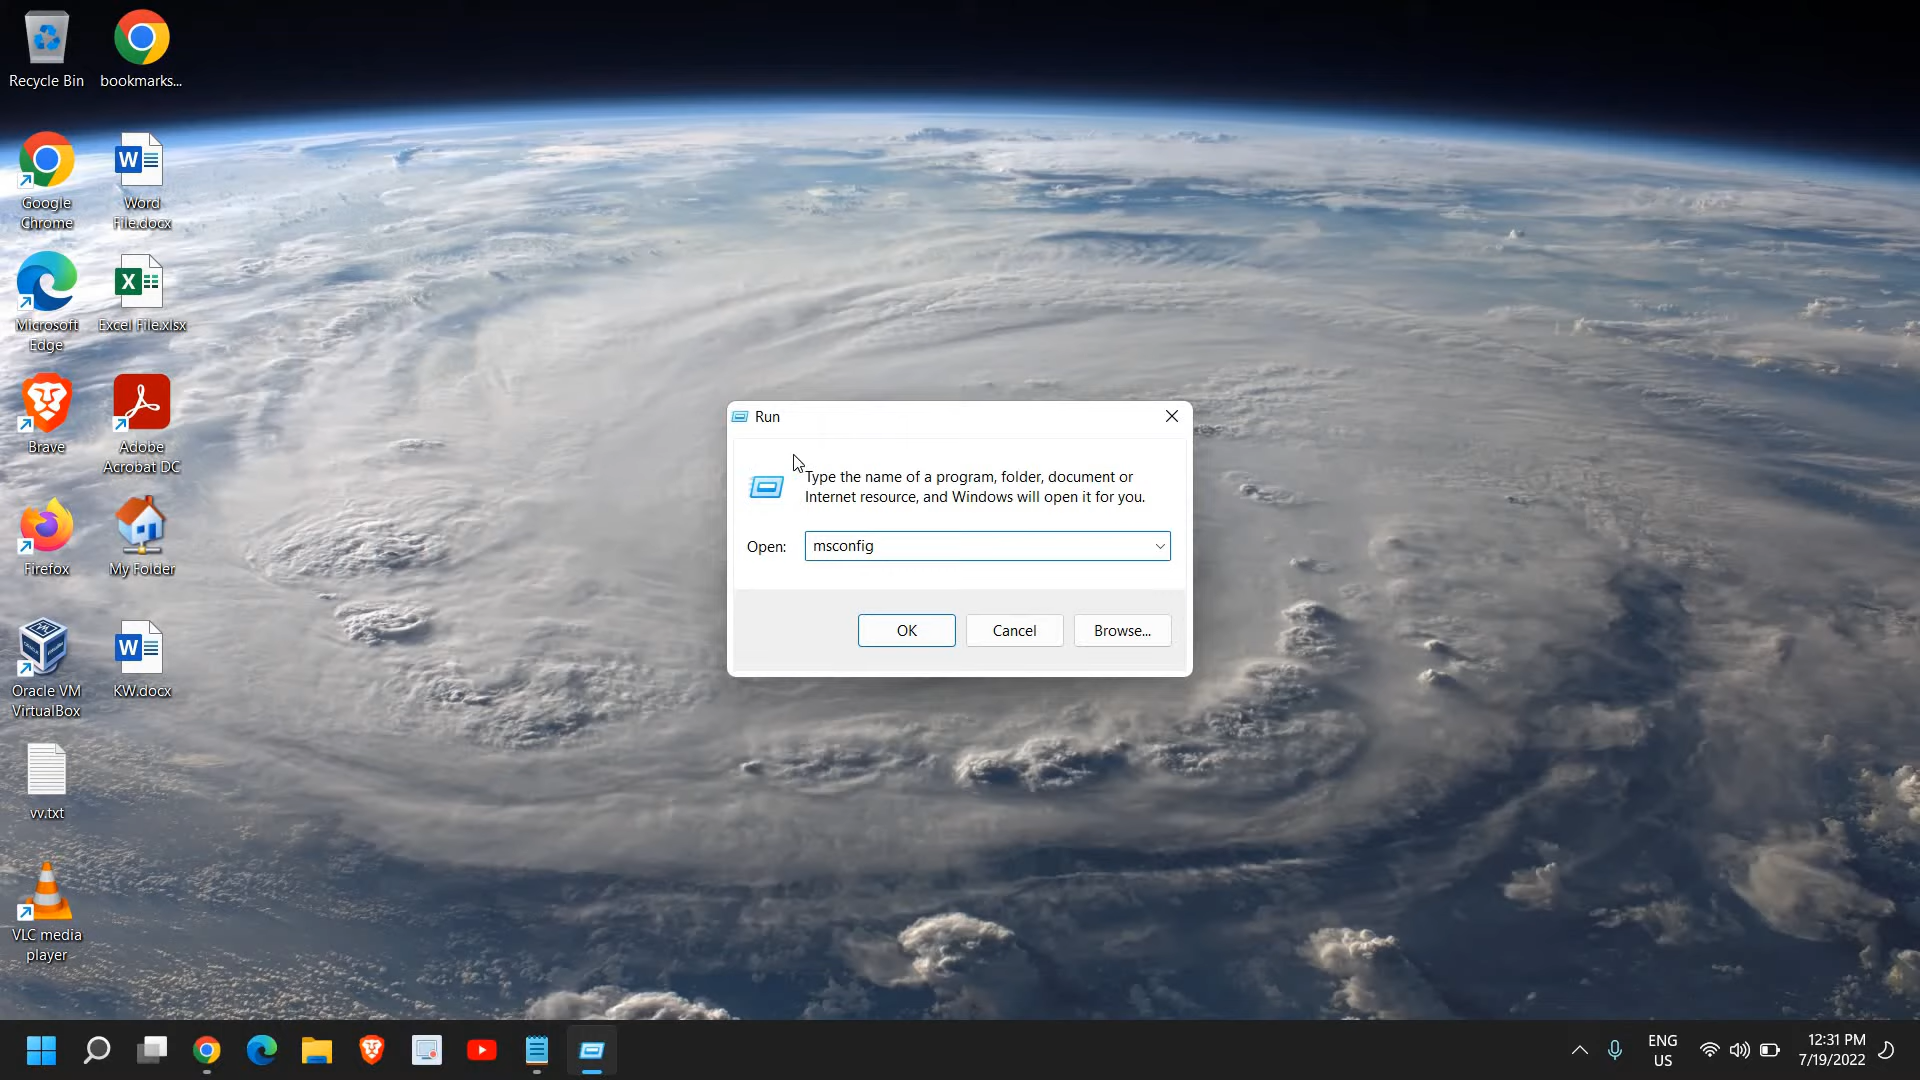 Recycle Bin
bookmarks...
Google
Chrome
Word
File.docx
Microsoft
Edge
Excel File.xlsx
Brave
Adobe
Acrobat DC
Firefox
My Folder
Oracle VM
VirtualBox
KW.docx
vv.txt
VLC media
player
Run
Type the name of a program, folder, document or
Internet resource, and Windows will open it for you.
Open: msconfig
OK Cancel Browse...
ENG
US
12:31 PM
7/19/2022